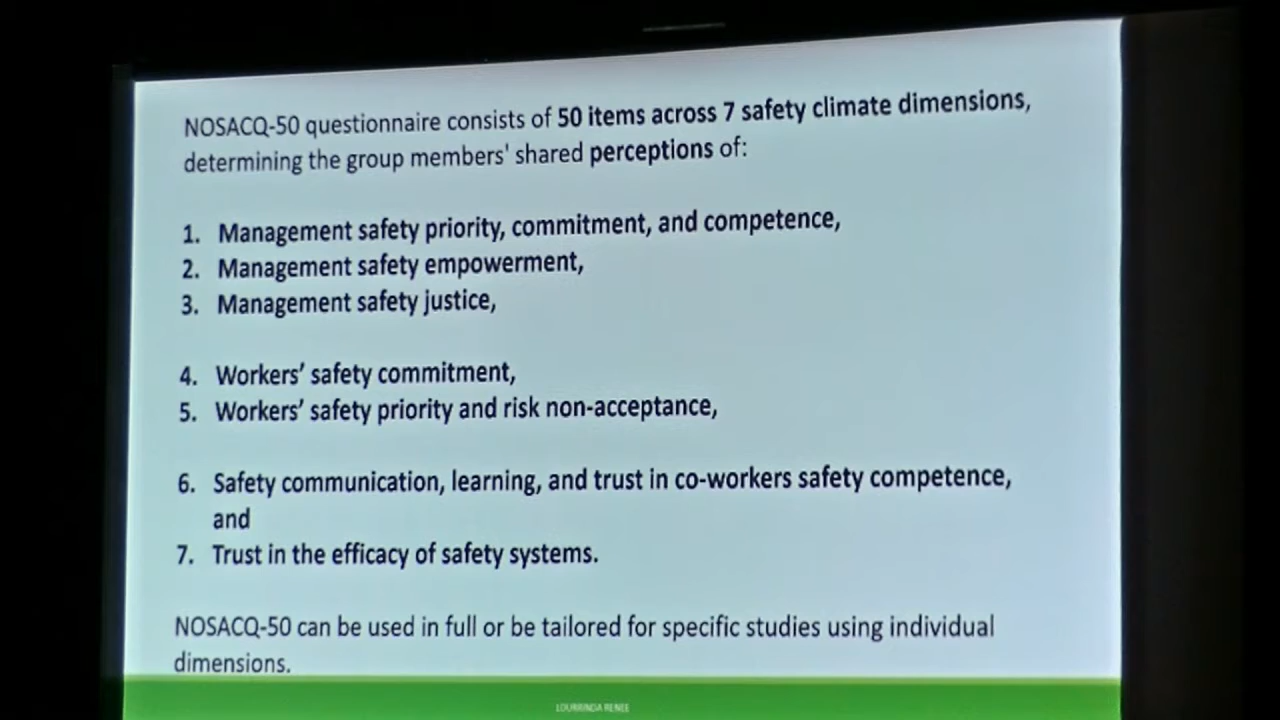 NOSACQ-50 questionnaire consists of 50 items across 7 safety climate dimensions,
determining the group members' shared perceptions of:
1. Management safety priority, commitment, and competence,
2. Management safety empowerment,
3. Management safety justice,
4. Workers’ safety commitment,
5. Workers’ safety priority and risk non-acceptance,
6. Safety communication, learning, and trust in co-workers safety competence,
and
7. Trust in the efficacy of safety systems.
NOSACQ-50 can be used in full or be tailored for specific studies using individual
dimensions.